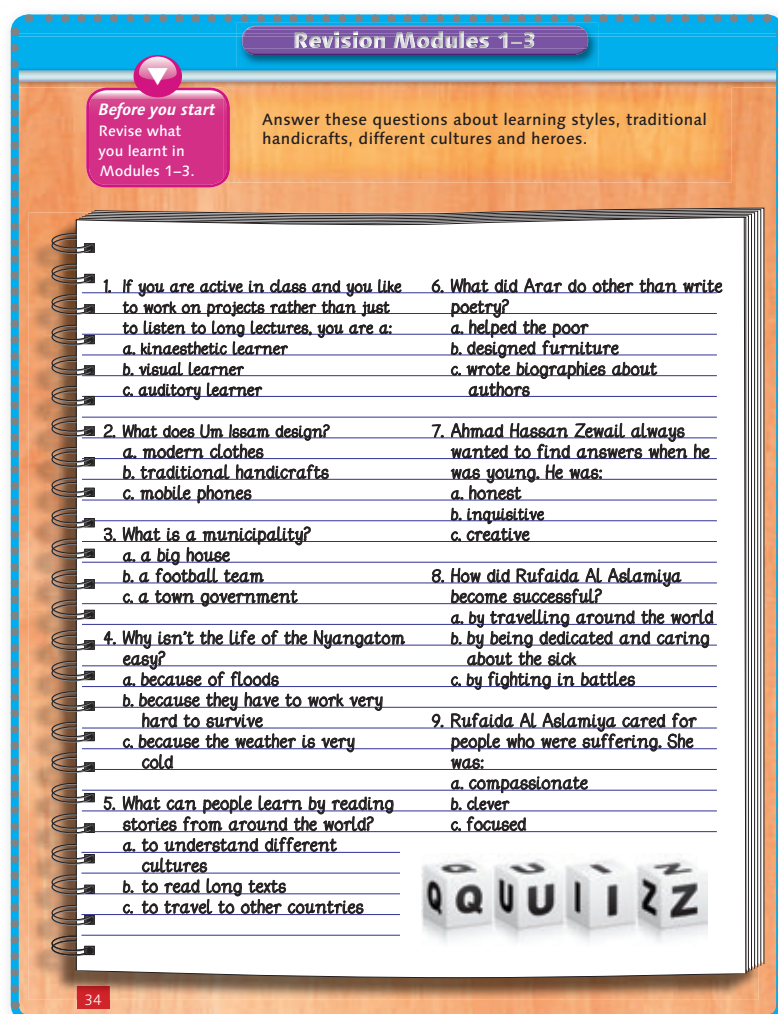 Revision Modules 1–3
Before you start
Revise what
you learnt in
Modules 1–3.
Answer these questions about learning styles, traditional
handicrafts, different cultures and heroes.
1. If you are active in class and you like
to work on projects rather than just
to listen to long lectures, you are a:
a. kinaesthetic learner
b. visual learner
c. auditory learner
2. What does Um Issam design?
a. modern clothes
b. traditional handicrafts
c. mobile phones
3. What is a municipality?
a. a big house
b. a football team
c. a town government
4. Why isn't the life of the Nyangatom
easy?
a. because of floods
b. because they have to work very
hard to survive
c. because the weather is very
cold
5. What can people learn by reading
stories from around the world?
a. to understand different
cultures
b. to read long texts
c. to travel to other countries
6. What did Arar do other than write
poetry?
a. helped the poor
b. designed furniture
c. wrote biographies about
authors
7. Ahmad Hassan Zewail always
wanted to find answers when he
was young. He was:
a. honest
b. inquisitive
c. creative
8. How did Rufaida Al Aslamiya
become successful?
a. by travelling around the world
b. by being dedicated and caring
about the sick
c. by fighting in battles
9. Rufaida Al Aslamiya cared for
people who were suffering. She
was:
a. compassionate
b. clever
c. focused
Q U I Z
Q Q U U I I Z Z
34